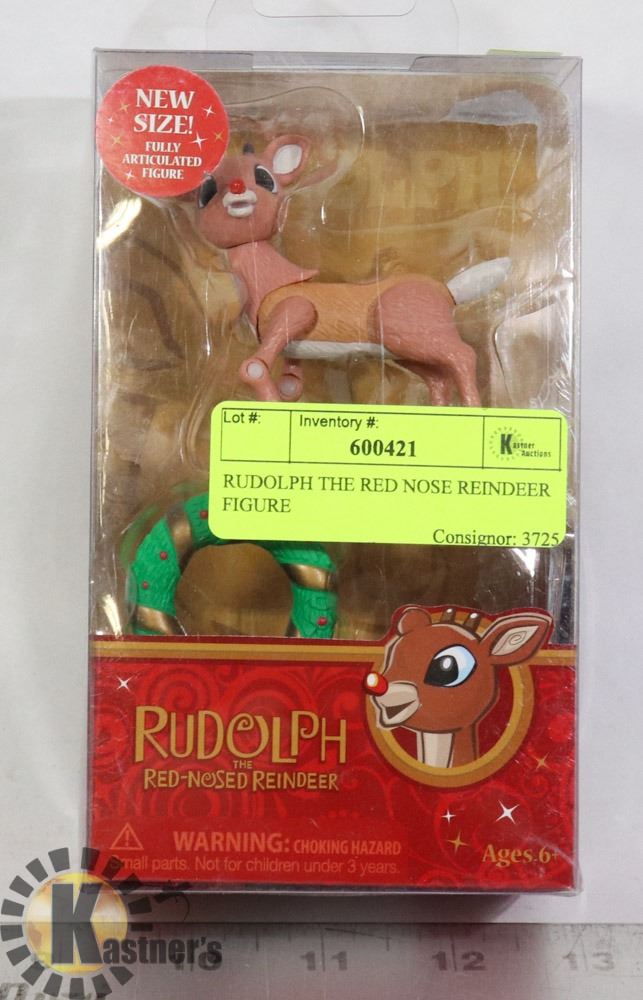 NEW
SIZE!
FULLY
ARTICULATED
FIGURE
Lot #:
Inventory #:
600421
Kastner
Auctions
RUDOLPH THE RED NOSE REINDEER
FIGURE
Consignor: 3725
RUDOLPH
THE
RED-NOSED REINDEER
WARNING: CHOKING HAZARD
Small parts. Not for children under 3 years.
Ages 6+
Kastner's
10 11 12 13